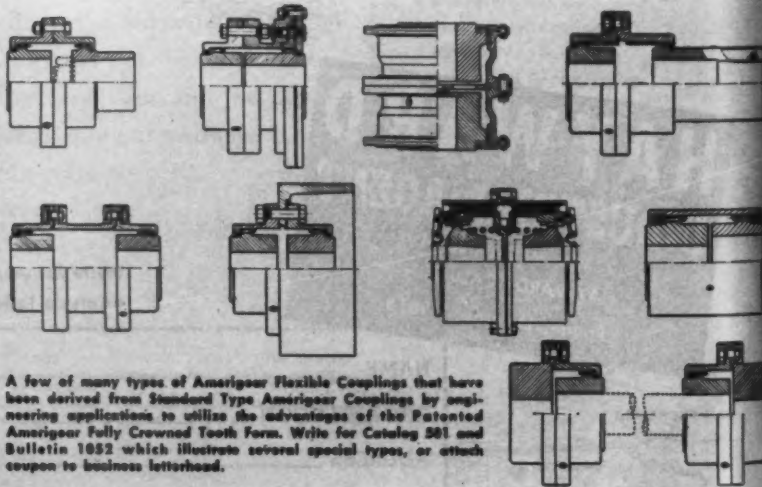 A few of many types of Amerigear Flexible Couplings that have
been derived from Standard Type Amerigear Couplings by engi-
neering applications to utilize the advantages of the Patented
Amerigear Fully Crowned Tooth Form. Write for Catalog 501 and
Bulletin 1052 which illustrate several special types, or attach
coupon to business letterhead.